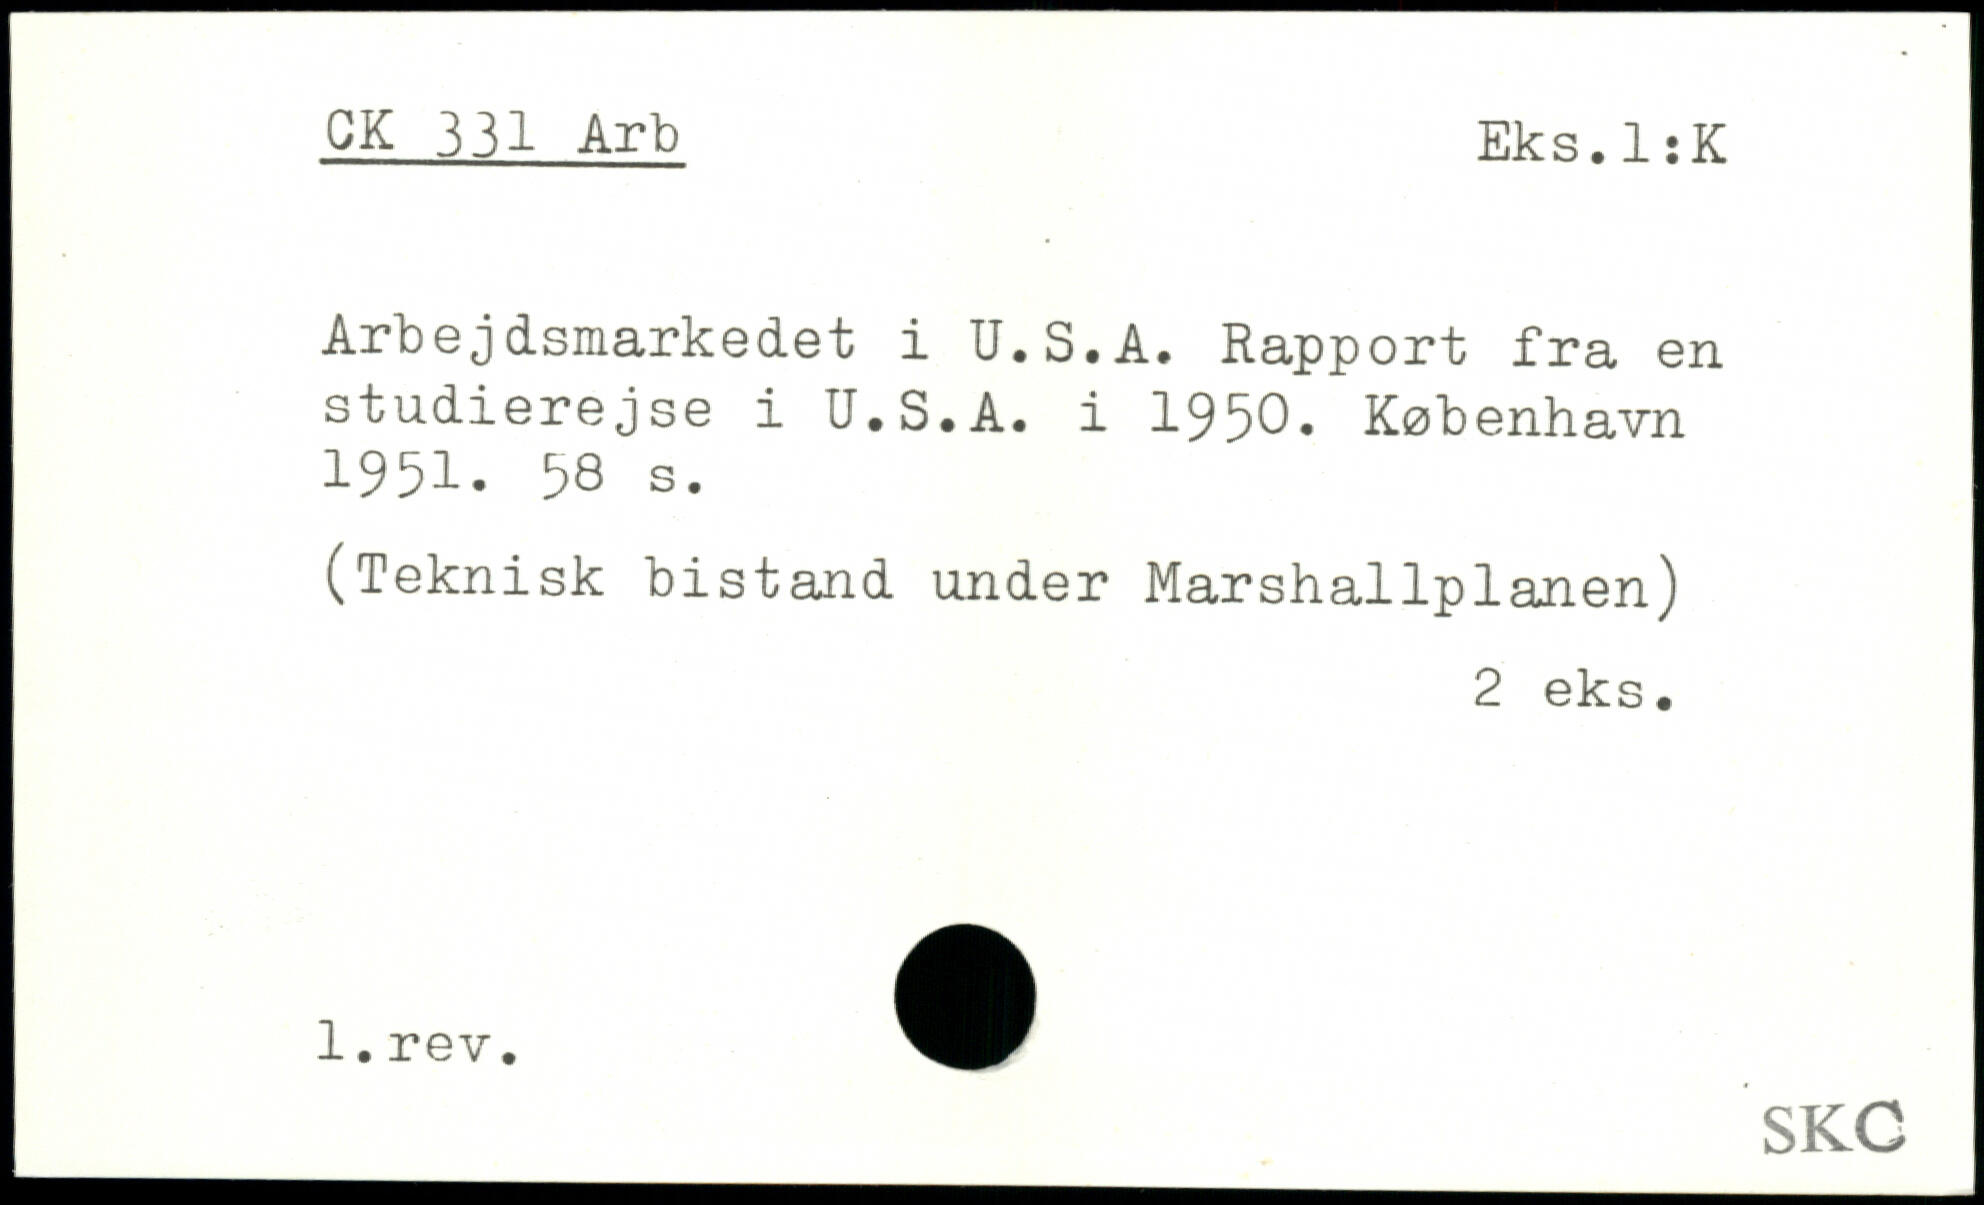 CK 331 Arb
Eks.1:K
Arbejdsmarkedet i U.S.A. Rapport fra en
studierejse i U.S.A. i 1950. København
1951. 58 s.
(Teknisk bistand under Marshallplanen)
2 eks.
1.rev.
SKC